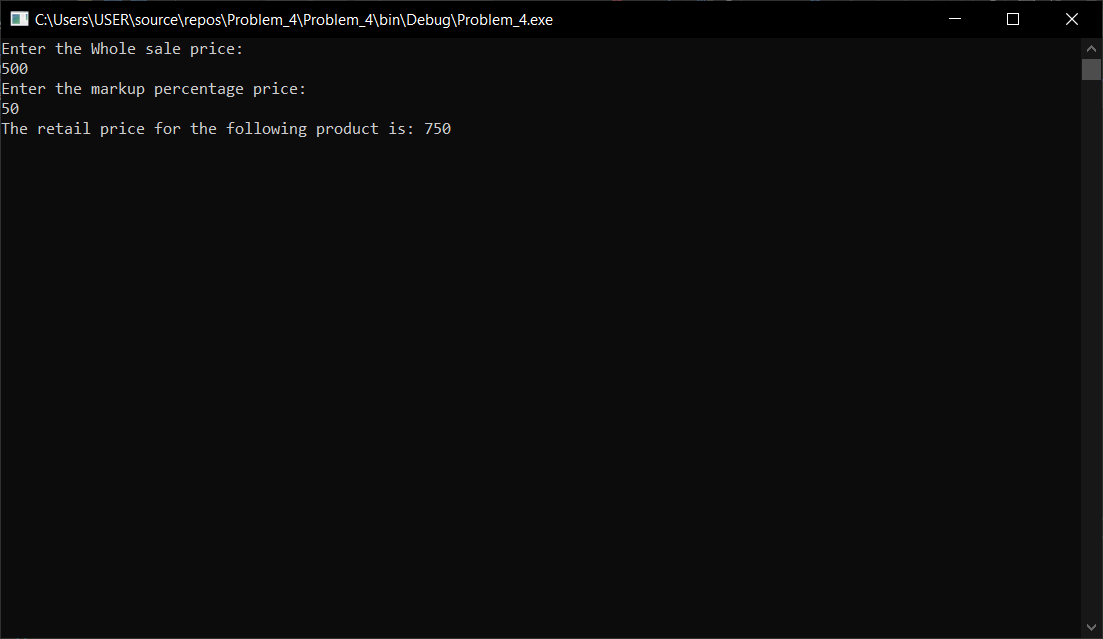 C:\Users\USER\source\repos\Problem_4\Problem_4\bin\Debug\Problem_4.exe
Enter the Whole sale price:
500
Enter the markup percentage price:
50
The retail price for the following product is: 750